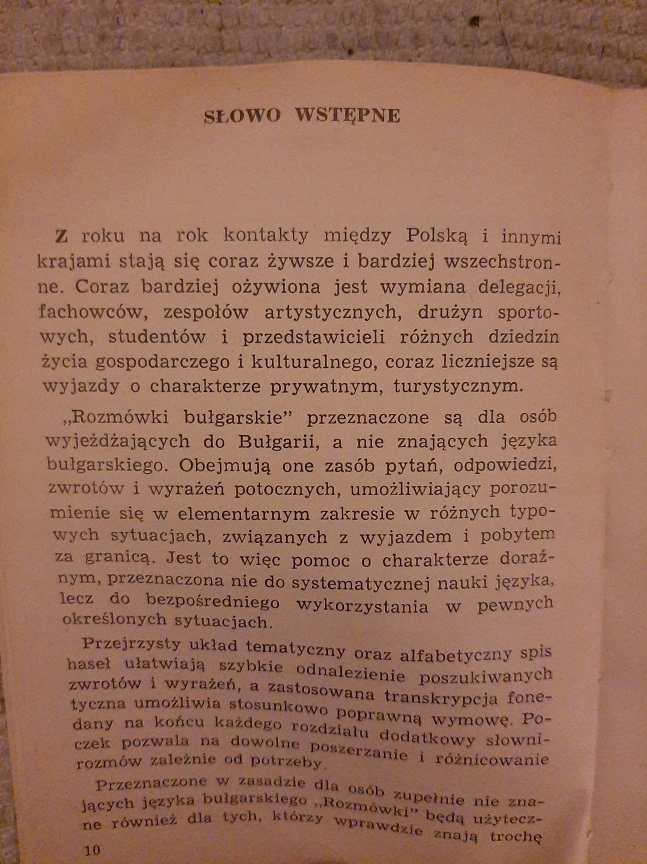 SŁOWO WSTĘPNE
Z roku na rok kontakty między Polską i innymi
krajami stają się coraz żywsze i bardziej wszechstron-
ne. Coraz bardziej ożywiona jest wymiana delegacji,
fachowców, zespołów artystycznych, drużyn sporto-
wych, studentów i przedstawicieli różnych dziedzin
życia gospodarczego i kulturalnego, coraz liczniejsze są
wyjazdy o charakterze prywatnym, turystycznym.
„Rozmówki bułgarskie” przeznaczone są dla osób
wyjeżdżających do Bułgarii, a nie znających języka
bułgarskiego. Obejmują one zasób pytań, odpowiedzi,
zwrotów i wyrażeń potocznych, umożliwiający porozu-
mienie się w elementarnym zakresie w różnych typo-
wych sytuacjach, związanych z wyjazdem i pobytem
za granicą. Jest to więc pomoc o charakterze doraź-
nym, przeznaczona nie do systematycznej nauki języka,
lecz do bezpośredniego wykorzystania w pewnych
określonych sytuacjach.
Przejrzysty układ tematyczny oraz alfabetyczny spis
haseł ułatwiają szybkie odnalezienie poszukiwanych
zwrotów i wyrażeń, a zastosowana transkrypcja fone-
tyczna umożliwia stosunkowo poprawną wymowę. Po-
dany na końcu każdego rozdziału dodatkowy słowni-
czek pozwala na dowolne poszerzanie i różnicowanie
rozmów zależnie od potrzeby.
Przeznaczone w zasadzie dla osób zupełnie nie zna-
jących języka bułgarskiego „Rozmówki” będą użytecz-
ne również dla tych, którzy wprawdzie znają trochę
10